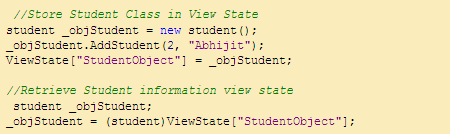 //Store Student Class in View State
student _objStudent = new student();
_objStudent.AddStudent(2, "Abhijit");
ViewState["StudentObject"] = _objStudent;
//Retrieve Student information view state
student _objStudent;
_objStudent = (student)ViewState["StudentObject"];